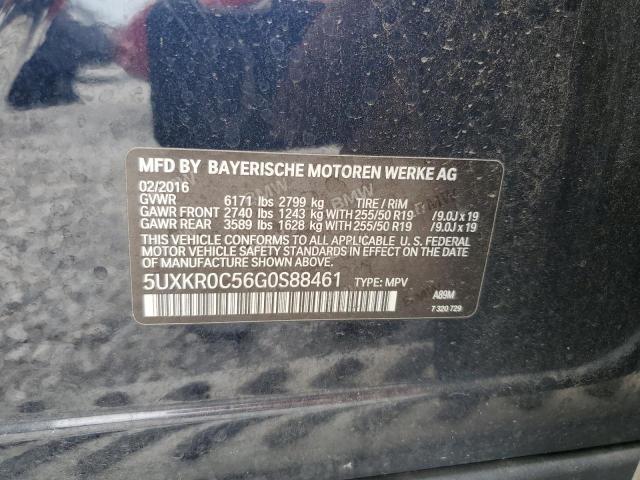 MFD BY BAYERISCHE MOTOREN WERKE AG
02/2016
GVWR 6171 lbs 2799 kg TIRE / RIM
GAWR FRONT 2740 lbs 1243 kg WITH 255/50 R19 /9.0J x 19
GAWR REAR 3589 lbs 1628 kg WITH 255/50 R19 /9.0J x 19
THIS VEHICLE CONFORMS TO ALL APPLICABLE U.S. FEDERAL
MOTOR VEHICLE SAFETY STANDARDS IN EFFECT ON THE DATE
OF MANUFACTURE SHOWN ABOVE.
5UXKR0C56G0S88461 TYPE: MPV
A89M
7 320 729